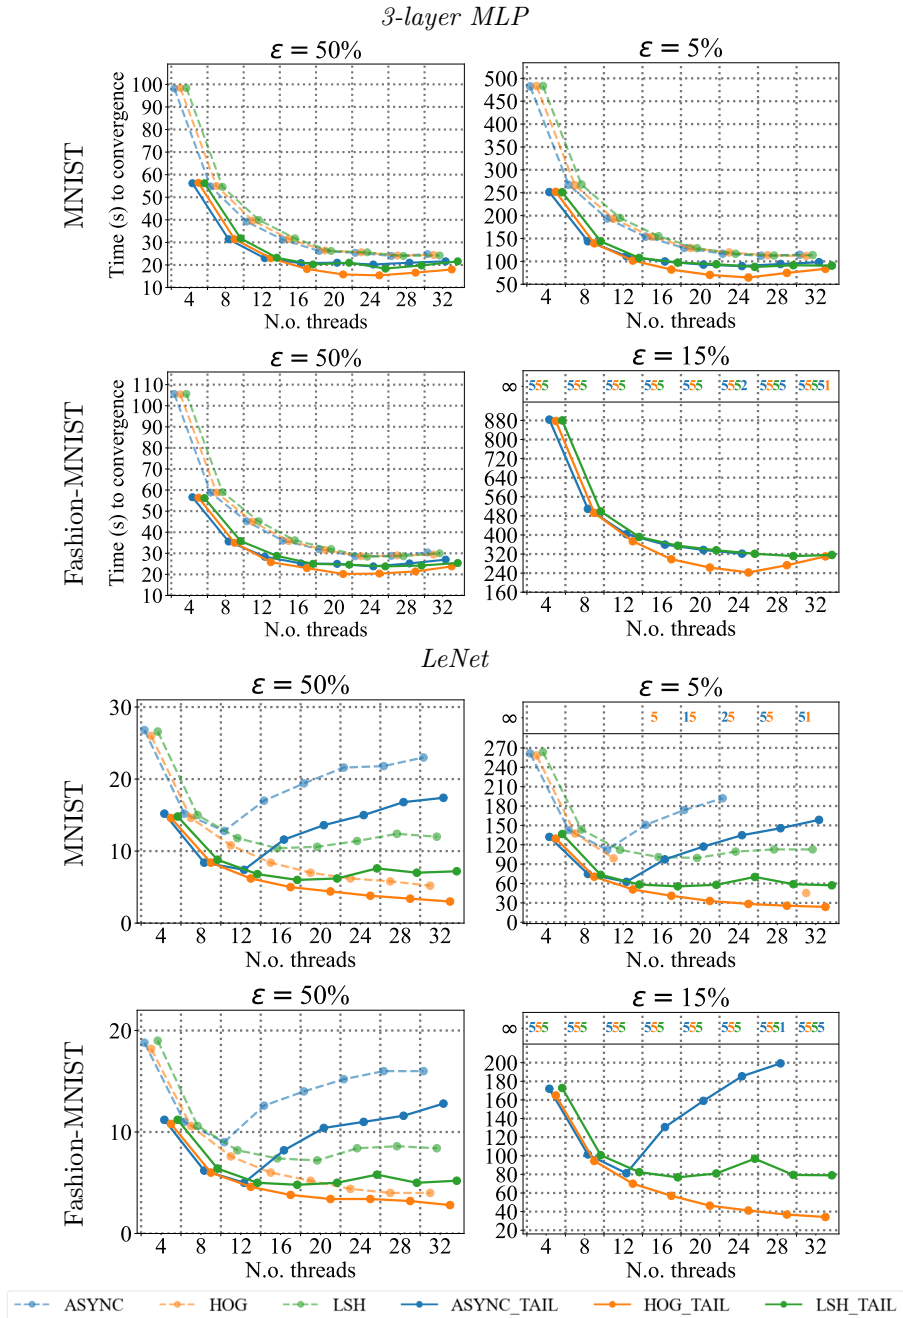 3-layer MLP
ε = 50%
ε = 5%
MNIST
Time (s) to convergence
100
90
80
70
60
50
40
30
20
10
4 8 12 16 20 24 28 32
N.o. threads
500
450
400
350
300
250
200
150
100
50
4 8 12 16 20 24 28 32
N.o. threads
ε = 50%
ε = 15%
Fashion-MNIST
Time (s) to convergence
110
100
90
80
70
60
50
40
30
20
10
4 8 12 16 20 24 28 32
N.o. threads
∞ 555 555 555 555 555 5552 5555 55551
880
800
720
640
560
480
400
320
240
160
4 8 12 16 20 24 28 32
N.o. threads
LeNet
ε = 50%
ε = 5%
MNIST
30
20
10
0
4 8 12 16 20 24 28 32
N.o. threads
∞ 5 15 25 55 51
270
240
210
180
150
120
90
60
30
0
4 8 12 16 20 24 28 32
N.o. threads
ε = 50%
ε = 15%
Fashion-MNIST
20
10
0
4 8 12 16 20 24 28 32
N.o. threads
∞ 555 555 555 555 555 555 5551 5555
200
180
160
140
120
100
80
60
40
20
4 8 12 16 20 24 28 32
N.o. threads
ASYNC HOG LSH ASYNC_TAIL HOG_TAIL LSH_TAIL